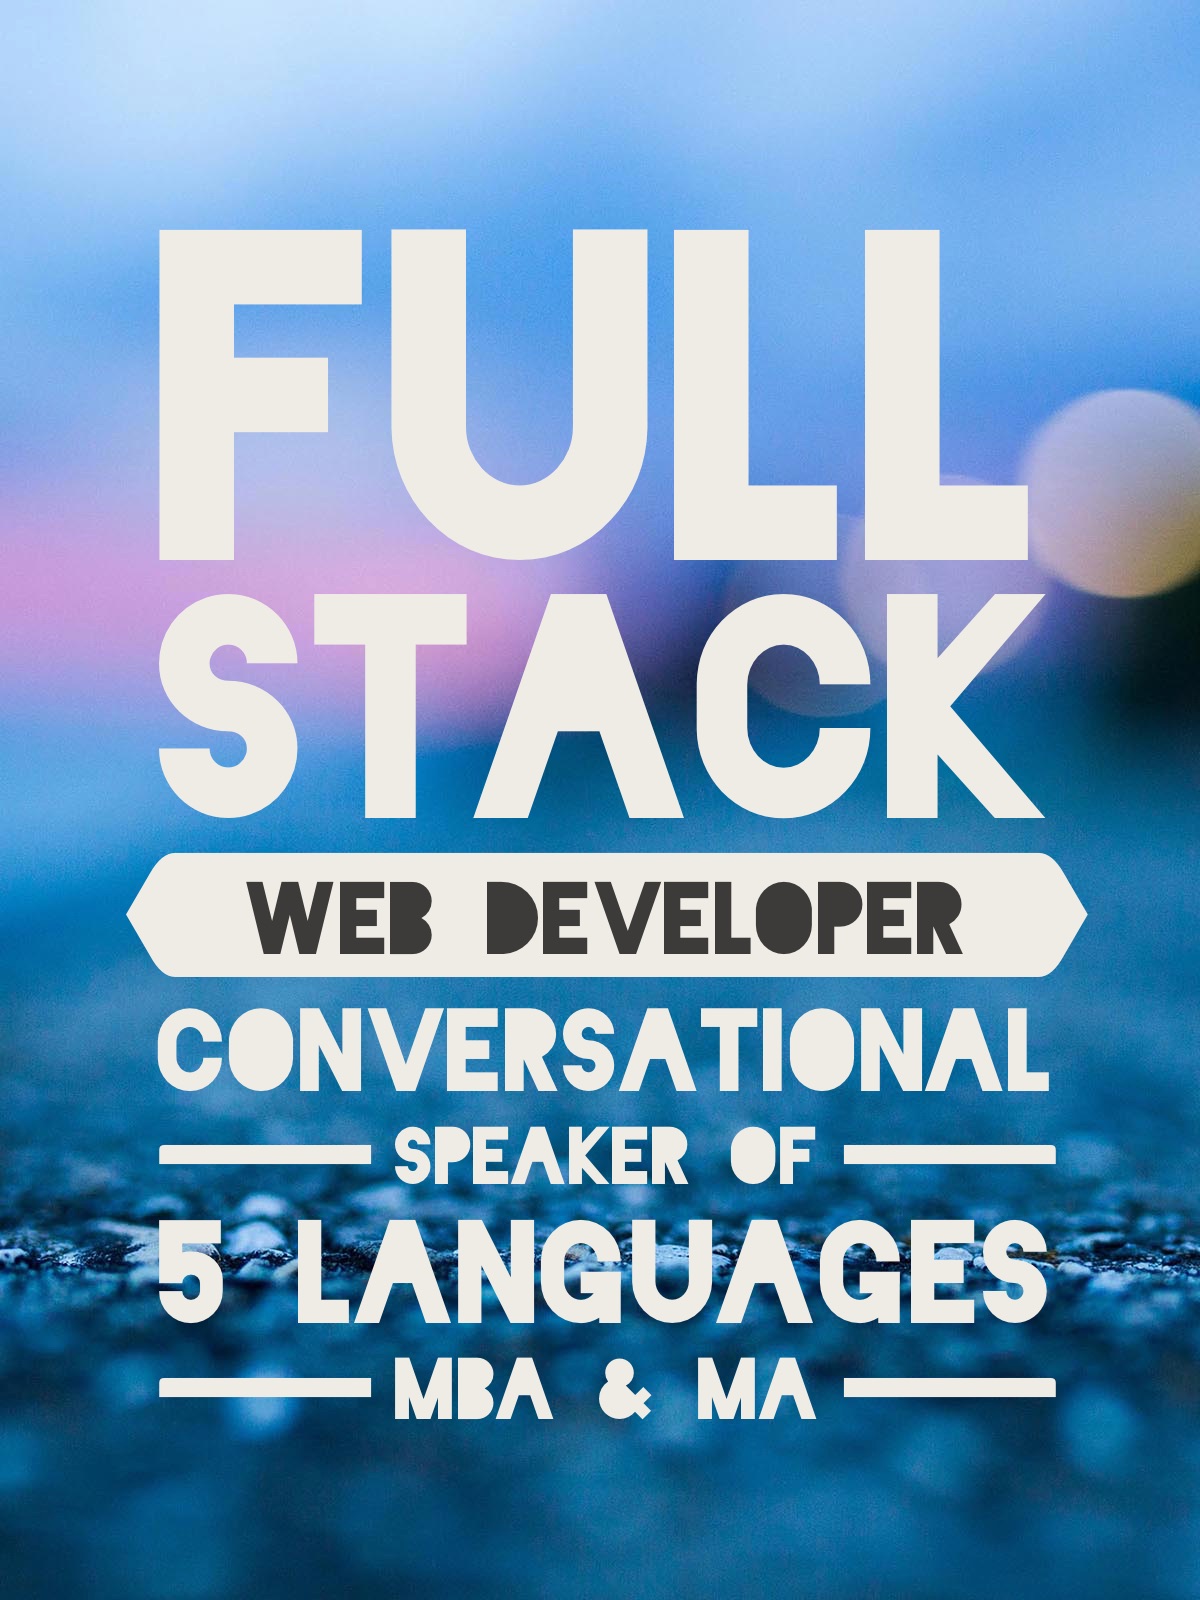 FULL
STACK
WEB DEVELOPER
CONVERSATIONAL
SPEAKER OF
5 LANGUAGES
MBA & MA